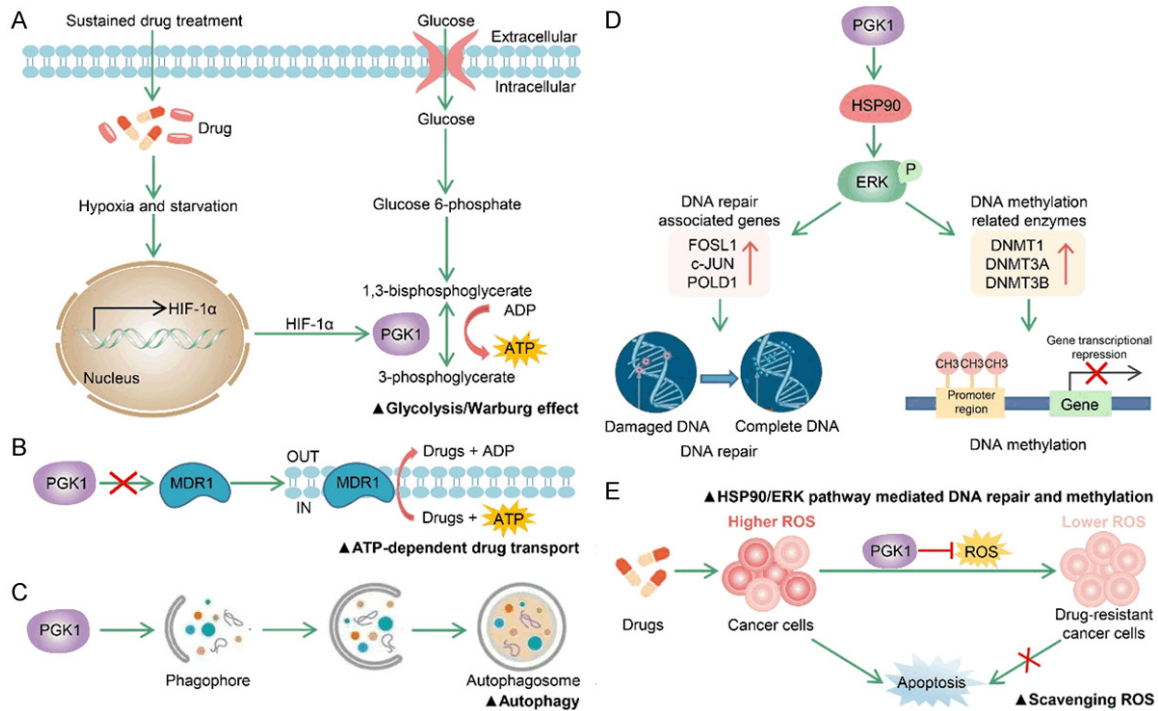 A
Sustained drug treatment
Glucose
Extracellular
Intracellular
Drug
Glucose
Hypoxia and starvation
Glucose 6-phosphate
HIF-1α
Nucleus
HIF-1α
PGK1
1,3-bisphosphoglycerate
ADP
ATP
3-phosphoglycerate
▲Glycolysis/Warburg effect
B
PGK1
MDR1
OUT
IN
MDR1
Drugs + ADP
Drugs + ATP
▲ATP-dependent drug transport
C
PGK1
Phagophore
Autophagosome
▲Autophagy
D
PGK1
HSP90
ERK
P
DNA repair
associated genes
FOSL1
c-JUN
POLD1
DNA methylation
related enzymes
DNMT1
DNMT3A
DNMT3B
Damaged DNA
Complete DNA
DNA repair
CH3 CH3 CH3
Promoter
region
Gene transcriptional
repression
Gene
DNA methylation
▲HSP90/ERK pathway mediated DNA repair and methylation
E
Drugs
Higher ROS
Cancer cells
PGK1
ROS
Lower ROS
Drug-resistant
cancer cells
Apoptosis
▲Scavenging ROS